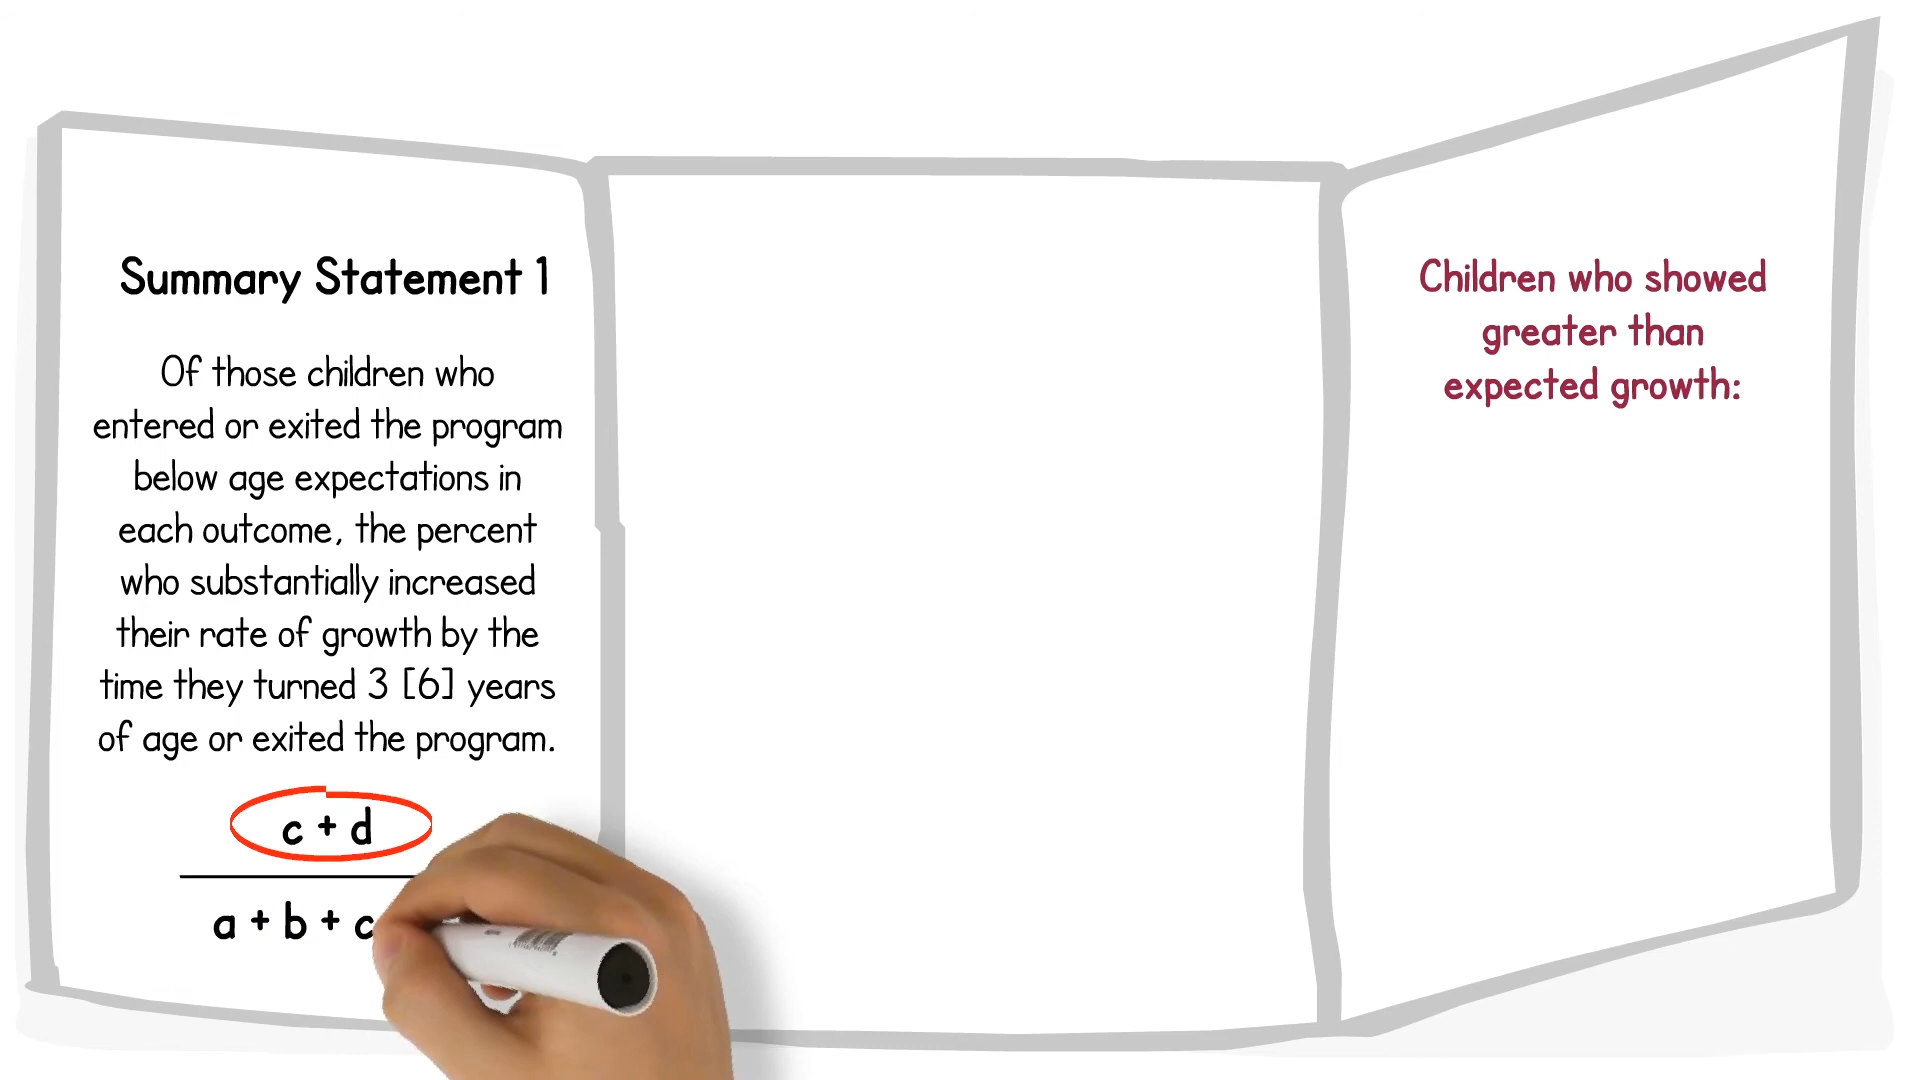 Summary Statement 1
Of those children who
entered or exited the program
below age expectations in
each outcome, the percent
who substantially increased
their rate of growth by the
time they turned 3 [6] years
of age or exited the program.
c + d
a + b + c
Children who showed
greater than
expected growth: